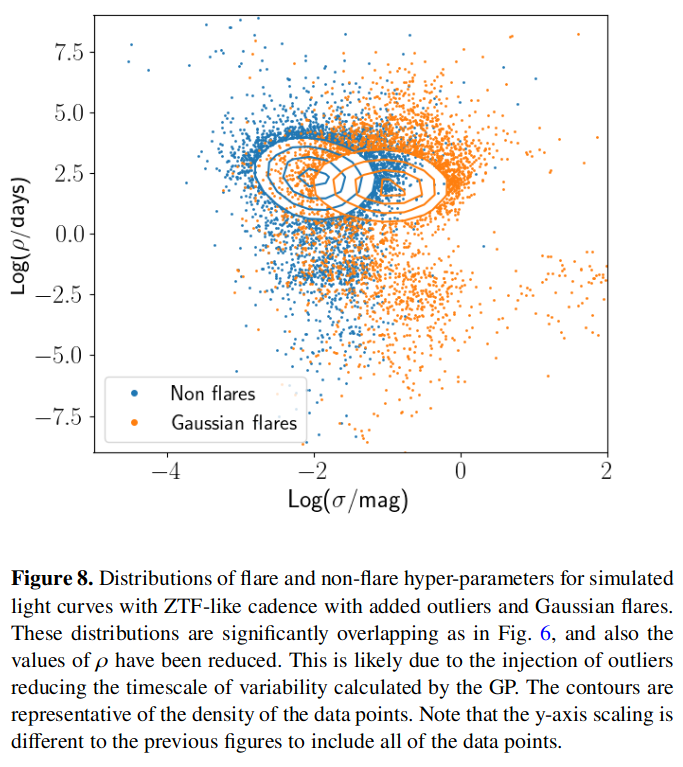 7.5
5.0
2.5
0.0
−2.5
−5.0
−7.5
Log(ρ/days)
Non flares
Gaussian flares
−4
−2
0
2
Log(σ/mag)
Figure 8. Distributions of flare and non-flare hyper-parameters for simulated
light curves with ZTF-like cadence with added outliers and Gaussian flares.
These distributions are significantly overlapping as in Fig. 6, and also the
values of ρ have been reduced. This is likely due to the injection of outliers
reducing the timescale of variability calculated by the GP. The contours are
representative of the density of the data points. Note that the y-axis scaling is
different to the previous figures to include all of the data points.